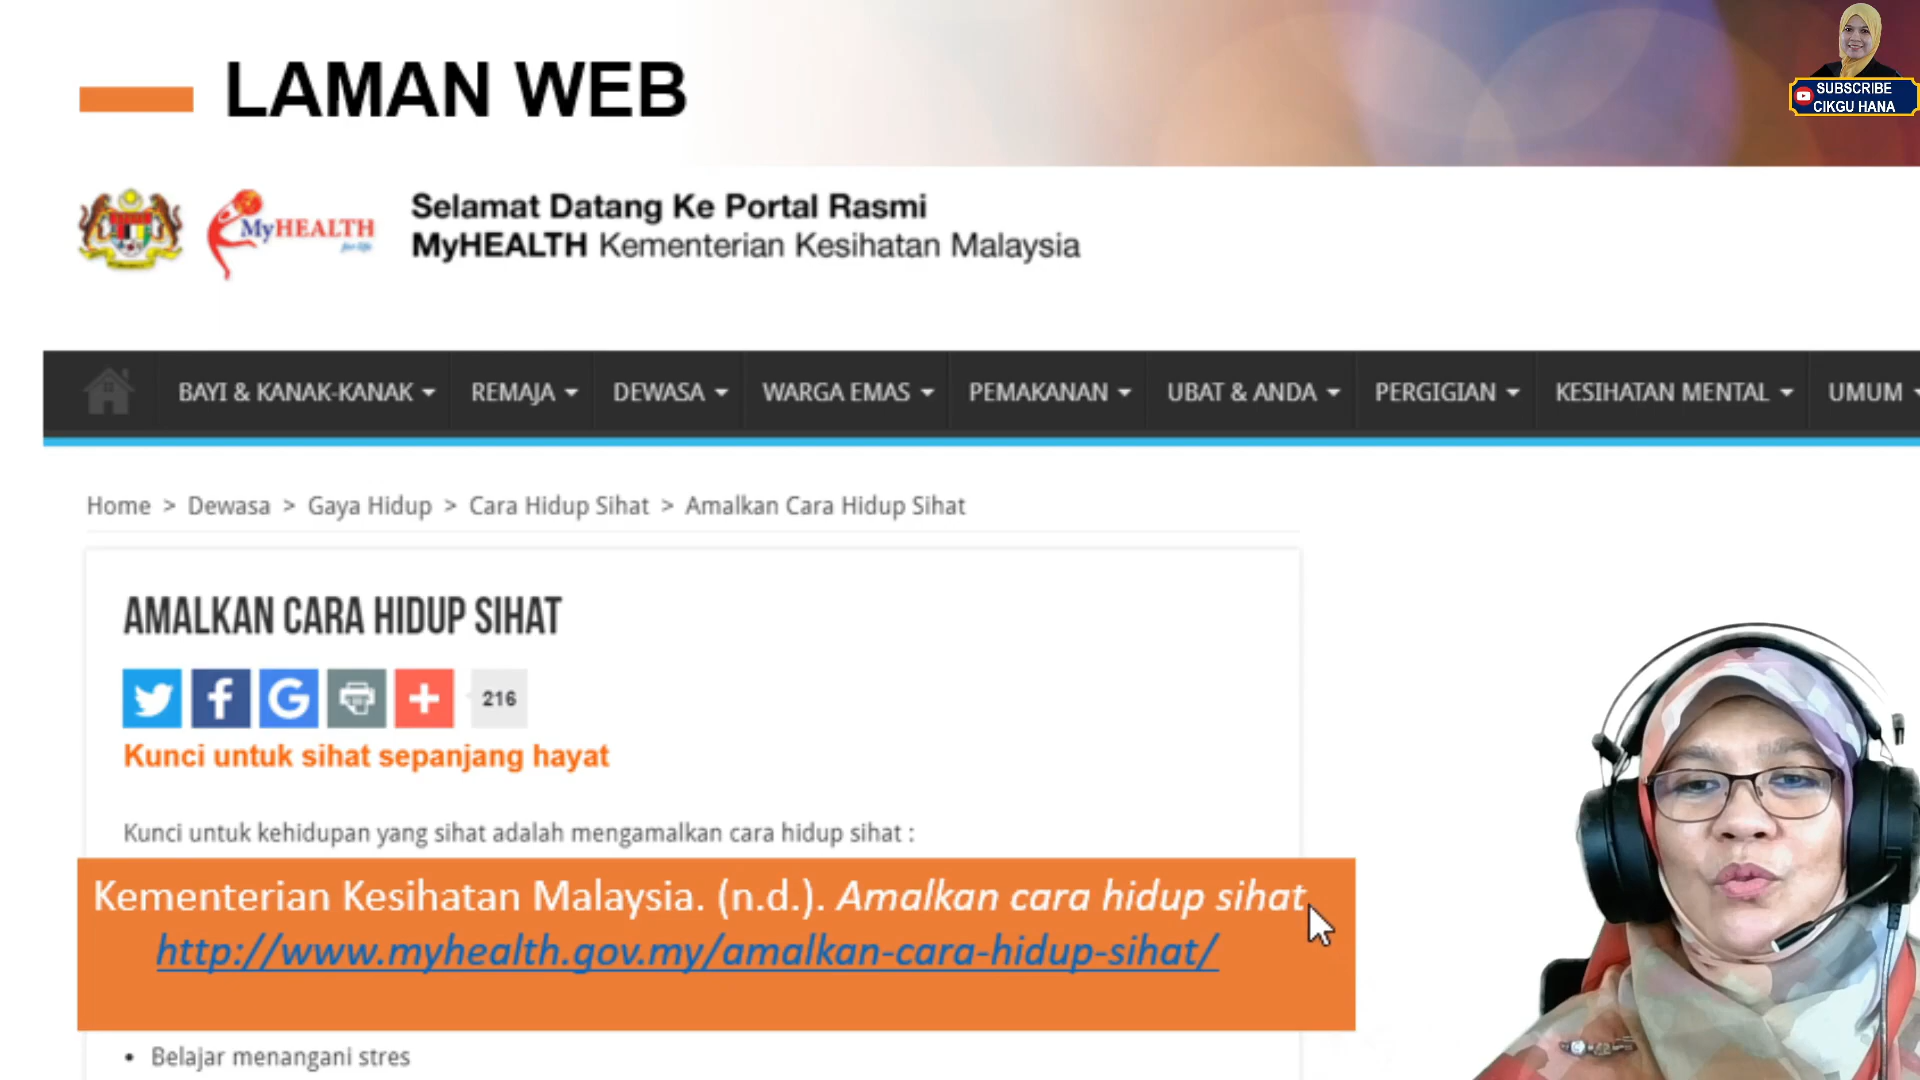 LAMAN WEB
SUBSCRIBE
CIKGU HANA
MyHEALTH
for life
Selamat Datang Ke Portal Rasmi
MyHEALTH Kementerian Kesihatan Malaysia
BAYI & KANAK-KANAK REMAJA DEWASA WARGA EMAS PEMAKANAN UBAT & ANDA PERGIGIAN KESIHATAN MENTAL UMUM
Home > Dewasa > Gaya Hidup > Cara Hidup Sihat > Amalkan Cara Hidup Sihat
AMALKAN CARA HIDUP SIHAT
216
Kunci untuk sihat sepanjang hayat
Kunci untuk kehidupan yang sihat adalah mengamalkan cara hidup sihat :
Kementerian Kesihatan Malaysia. (n.d.). Amalkan cara hidup sihat
http://www.myhealth.gov.my/amalkan-cara-hidup-sihat/
• Belajar menangani stres